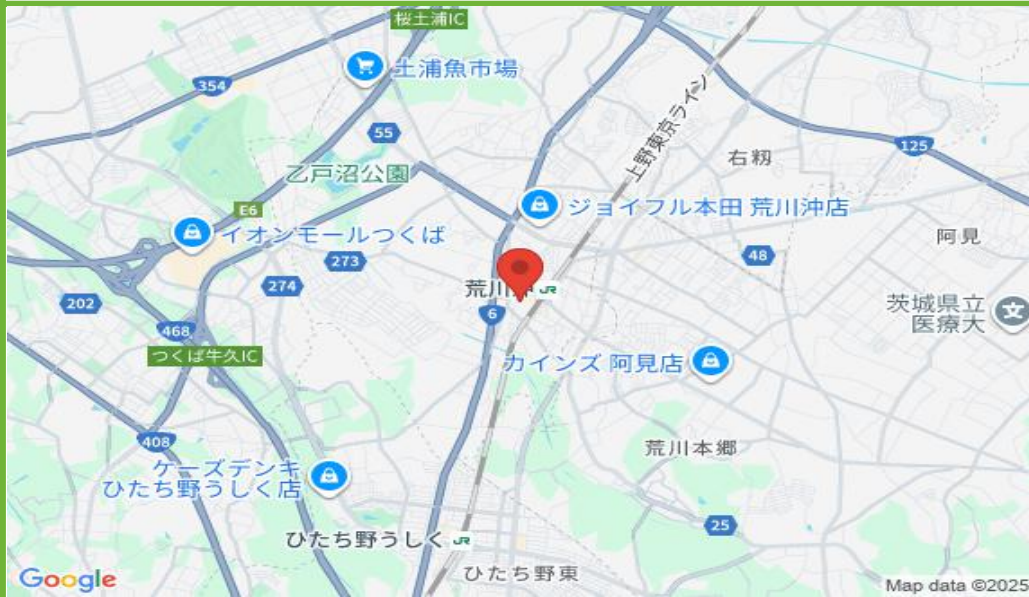 桜土浦IC
土浦魚市場
354
55
上野東京ライン
125
右籾
乙戸沼公園
E6
ジョイフル本田 荒川沖店
イオンモールつくば
阿見
273
48
274
荒川沖 JR
202
6
茨城県立
医療大
文
468
つくば牛久IC
カインズ 阿見店
408
荒川本郷
ケーズデンキ
ひたち野うしく店
25
ひたち野うしく JR
ひたち野東
Google
Map data ©2025